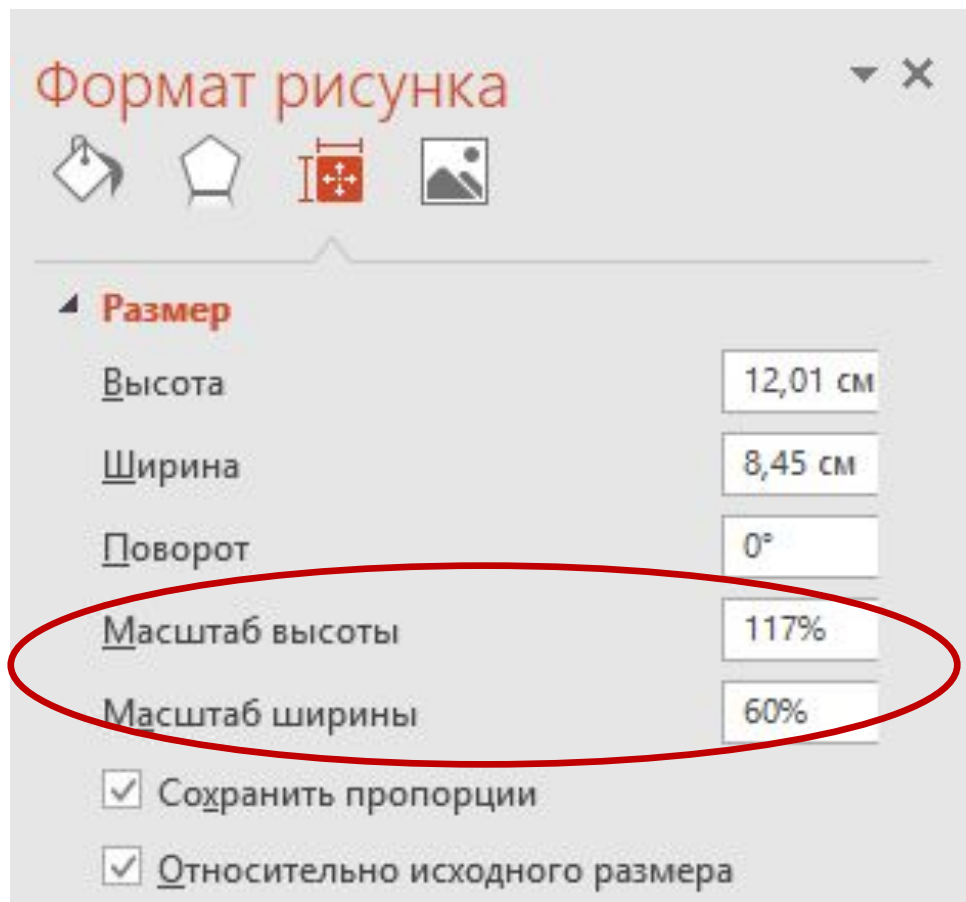 Формат рисунка
Размер
Высота 12,01 см
Ширина 8,45 см
Поворот 0°
Масштаб высоты 117%
Масштаб ширины 60%
Сохранить пропорции
Относительно исходного размера